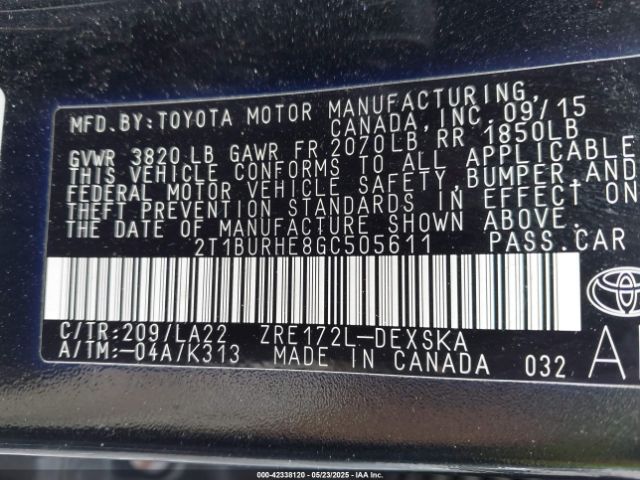 MFD.BY:TOYOTA MOTOR MANUFACTURING,
CANADA, INC. 09/15
GVWR 3820 LB GAWR FR 2070LB, RR 1850LB
THIS VEHICLE CONFORMS TO ALL APPLICABLE
FEDERAL MOTOR VEHICLE SAFETY, BUMPER, AND
THEFT PREVENTION STANDARDS IN EFFECT ON
THE DATE OF MANUFACTURE SHOWN ABOVE.
2T1BURHE8GC505611 PASS.CAR
C/TR:209/LA22 ZRE172L-DEXSKA
A/TM:-04A/K313 MADE IN CANADA 032
A
000-42338120 05/23/2025 IAA Inc.